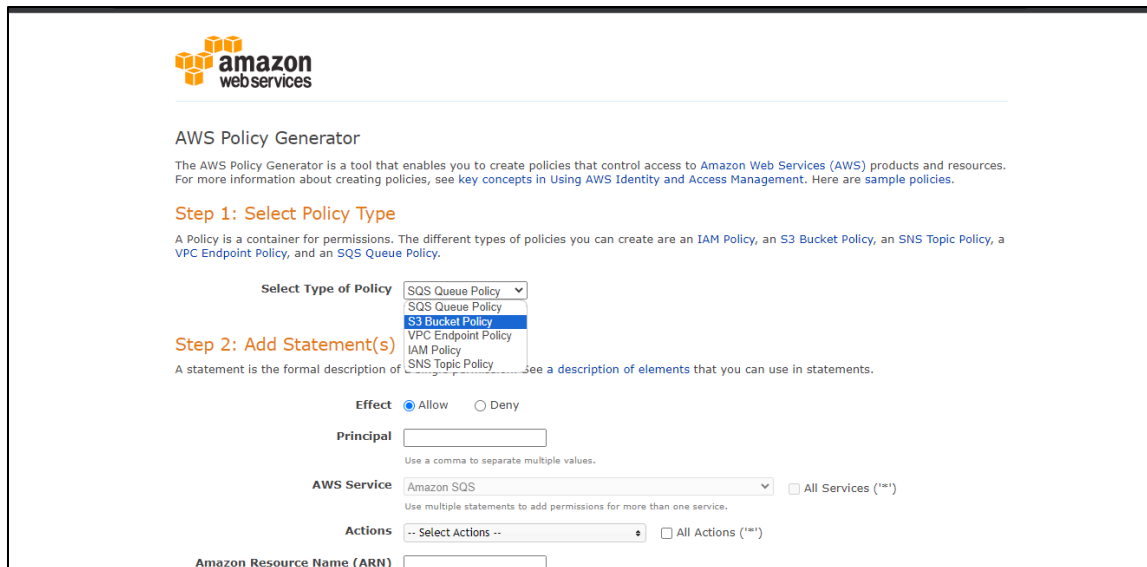 amazon
webservices
AWS Policy Generator
The AWS Policy Generator is a tool that enables you to create policies that control access to Amazon Web Services (AWS) products and resources.
For more information about creating policies, see key concepts in Using AWS Identity and Access Management. Here are sample policies.
Step 1: Select Policy Type
A Policy is a container for permissions. The different types of policies you can create are an IAM Policy, an S3 Bucket Policy, an SNS Topic Policy, a
VPC Endpoint Policy, and an SQS Queue Policy.
Select Type of Policy SQS Queue Policy
SQS Queue Policy
S3 Bucket Policy
VPC Endpoint Policy
IAM Policy
SNS Topic Policy
Step 2: Add Statement(s)
A statement is the formal description of a single permission. See a description of elements that you can use in statements.
Effect Allow Deny
Principal
Use a comma to separate multiple values.
AWS Service Amazon SQS All Services ('*')
Use multiple statements to add permissions for more than one service.
Actions -- Select Actions -- All Actions ('*')
Amazon Resource Name (ARN)